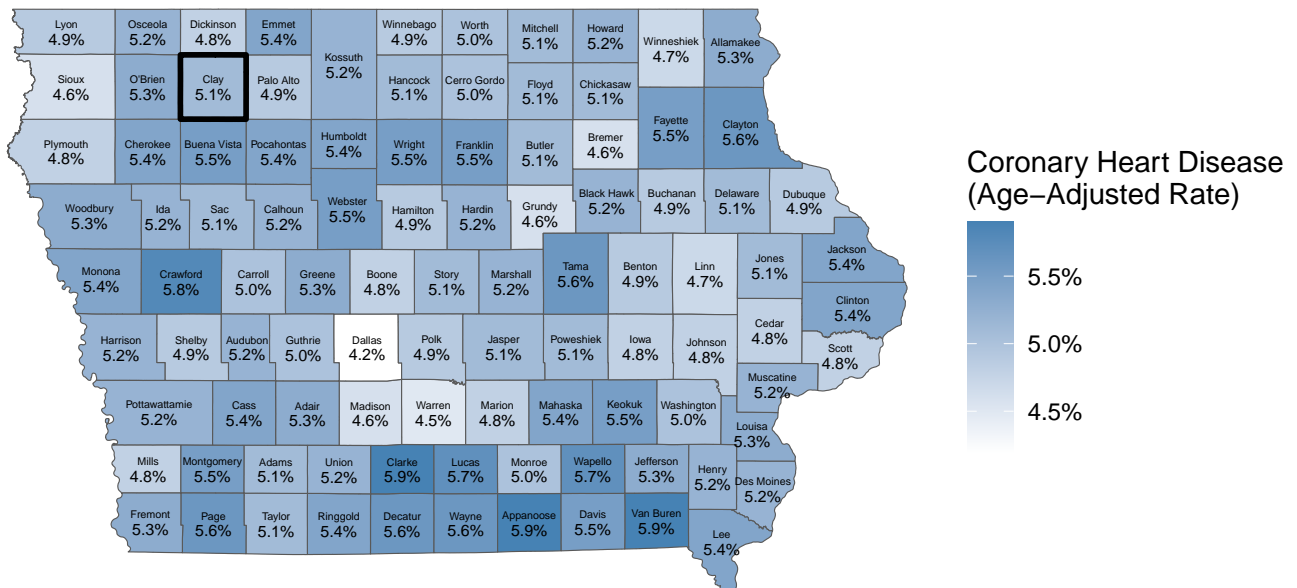 Lyon Osceola Dickinson Emmet Winnebago Worth Mitchell Howard Winneshiek Allamakee
4.9% 5.2% 4.8% 5.4% 4.9% 5.0% 5.1% 5.2% 4.7% 5.3%
Kossuth
5.2%
Sioux O'Brien Clay Palo Alto Hancock Cerro Gordo Floyd Chickasaw
4.6% 5.3% 5.1% 4.9% 5.1% 5.0% 5.1% 5.1%
Fayette Clayton
5.5% 5.6%
Plymouth Cherokee Buena Vista Pocahontas Humboldt Wright Franklin Butler Bremer
4.8% 5.4% 5.5% 5.4% 5.4% 5.5% 5.5% 5.1% 4.6%
Woodbury Ida Sac Calhoun Webster Hamilton Hardin Grundy Black Hawk Buchanan Delaware Dubuque
5.3% 5.2% 5.1% 5.2% 5.5% 4.9% 5.2% 4.6% 5.2% 4.9% 5.1% 4.9%
Monona Crawford Carroll Greene Boone Story Marshall Tama Benton Linn Jones Jackson
5.4% 5.8% 5.0% 5.3% 4.8% 5.1% 5.2% 5.6% 4.9% 4.7% 5.1% 5.4%
Clinton
5.4%
Harrison Shelby Audubon Guthrie Dallas Polk Jasper Poweshiek Iowa Johnson Cedar Scott
5.2% 4.9% 5.2% 5.0% 4.2% 4.9% 5.1% 5.1% 4.8% 4.8% 4.8% 4.8%
Muscatine
5.2%
Pottawattamie Cass Adair Madison Warren Marion Mahaska Keokuk Washington Louisa
5.2% 5.4% 5.3% 4.6% 4.5% 4.8% 5.4% 5.5% 5.0% 5.3%
Mills Montgomery Adams Union Clarke Lucas Monroe Wapello Jefferson Henry Des Moines
4.8% 5.5% 5.1% 5.2% 5.9% 5.7% 5.0% 5.7% 5.3% 5.2% 5.2%
Fremont Page Taylor Ringgold Decatur Wayne Appanoose Davis Van Buren Lee
5.3% 5.6% 5.1% 5.4% 5.6% 5.6% 5.9% 5.5% 5.9% 5.4%
Coronary Heart Disease
(Age−Adjusted Rate)
5.5%
5.0%
4.5%